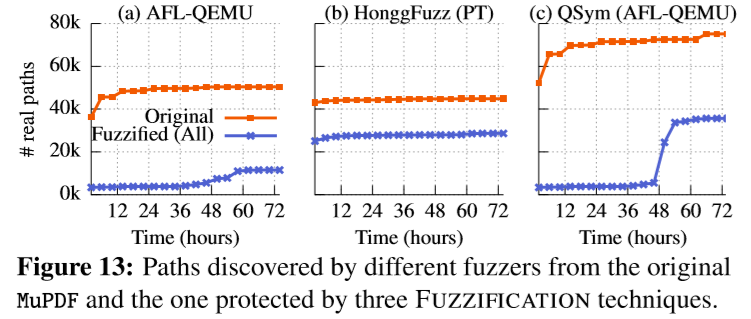 (a) AFL-QEMU
(b) HonggFuzz (PT)
(c) QSym (AFL-QEMU)
# real paths
80k
60k
40k
20k
0k
Original
Fuzzified (All)
12 24 36 48 60 72
12 24 36 48 60 72
12 24 36 48 60 72
Time (hours)
Time (hours)
Time (hours)
Figure 13: Paths discovered by different fuzzers from the original
MuPDF and the one protected by three FUZZIFICATION techniques.